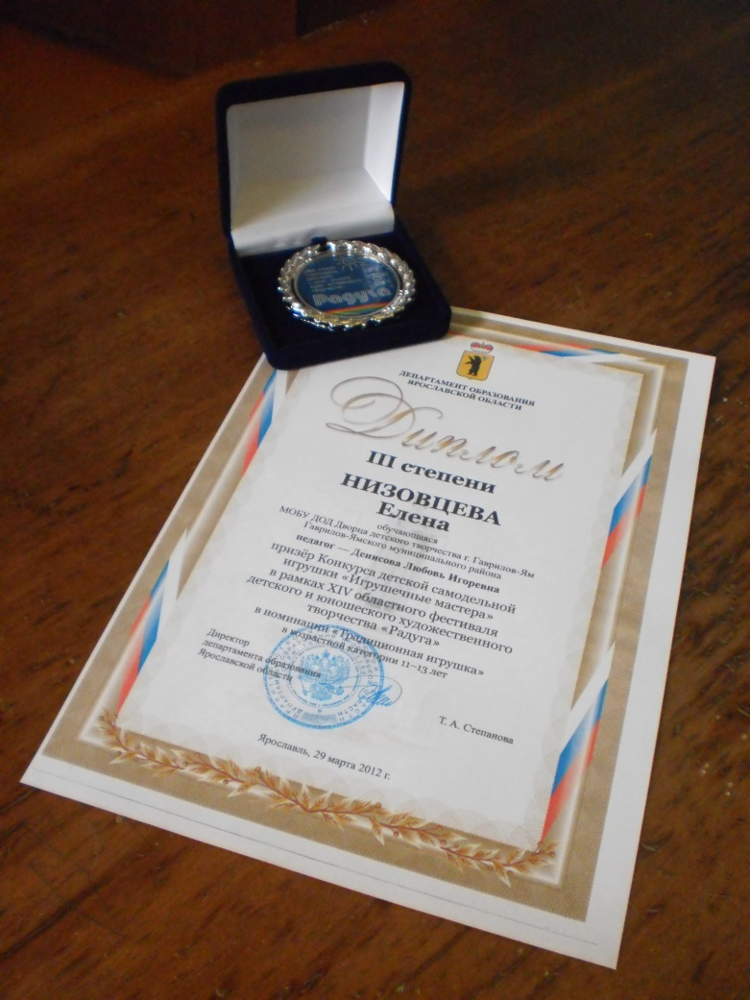 Радуга
ДЕПАРТАМЕНТ ОБРАЗОВАНИЯ
ЯРОСЛАВСКОЙ ОБЛАСТИ
Диплом
III степени
НИЗОВЦЕВА
Елена
обучающаяся
МОБУ ДОД Дворца детского творчества г. Гаврилов-Ям
Гаврилов-Ямского муниципального района
педагог — Денисова Любовь Игоревна
призёр Конкурса детской самодельной
игрушки «Игрушечные мастера»
в рамках XIV областного фестиваля
детского и юношеского художественного
творчества «Радуга»
в номинации «Традиционная игрушка»
в возрастной категории 11–13 лет
Директор
департамента образования
Ярославской области
Т. А. Степанова
Ярославль, 29 марта 2012 г.